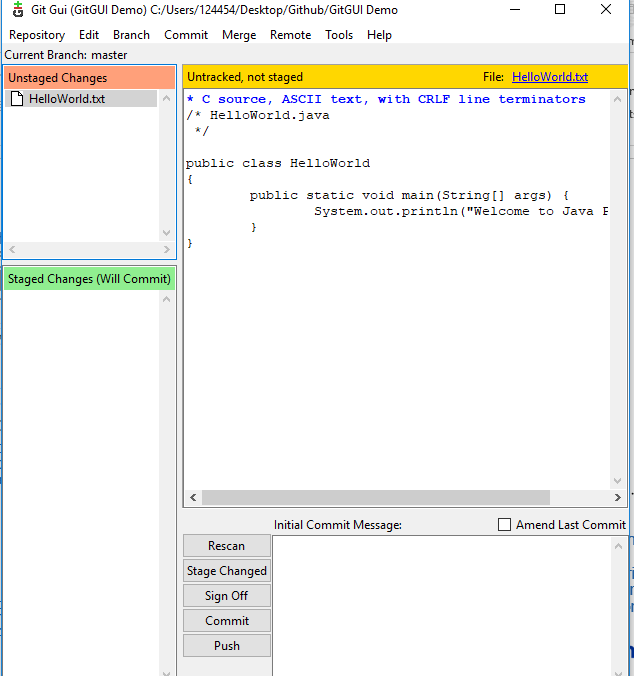 Git Gui (GitGUI Demo) C:/Users/124454/Desktop/Github/GitGUI Demo
Repository Edit Branch Commit Merge Remote Tools Help
Current Branch: master
Unstaged Changes
HelloWorld.txt
Untracked, not staged File: HelloWorld.txt
* C source, ASCII text, with CRLF line terminators
/* HelloWorld.java
*/
public class HelloWorld
{
public static void main(String[] args) {
System.out.println("Welcome to Java P
}
}
Staged Changes (Will Commit)
Initial Commit Message: Amend Last Commit
Rescan
Stage Changed
Sign Off
Commit
Push